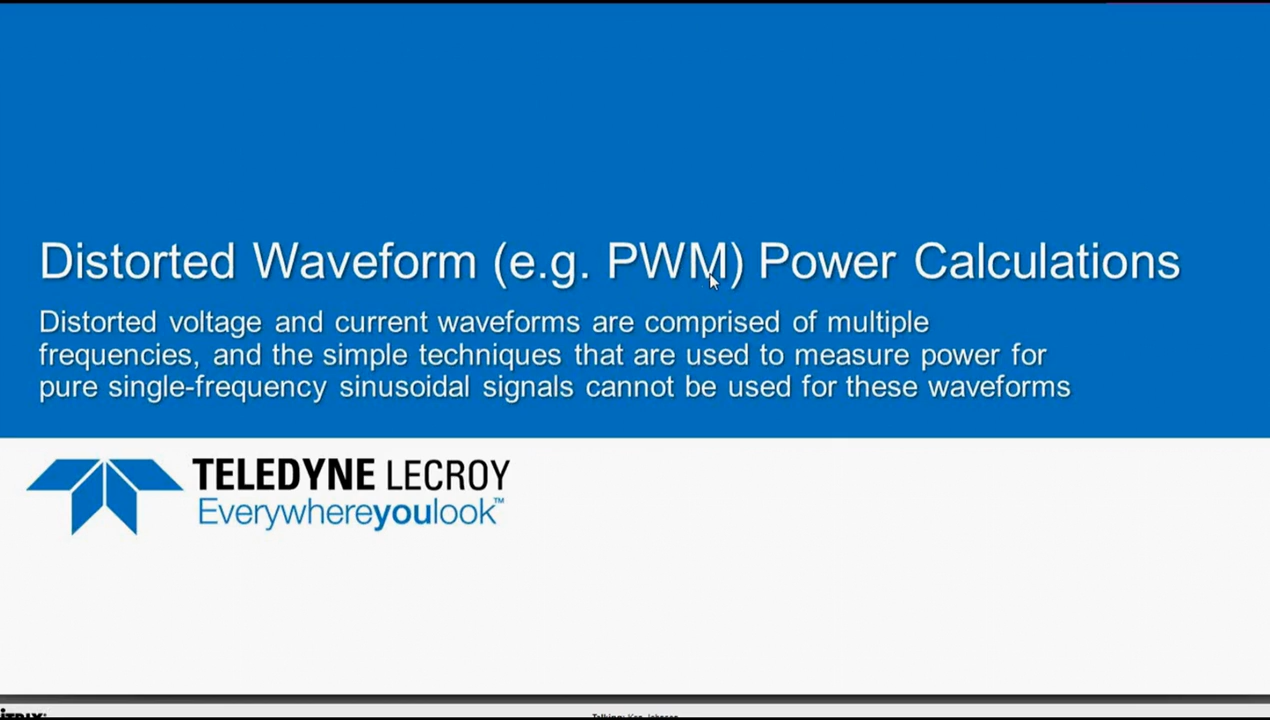 Distorted Waveform (e.g. PWM) Power Calculations
Distorted voltage and current waveforms are comprised of multiple
frequencies, and the simple techniques that are used to measure power for
pure single-frequency sinusoidal signals cannot be used for these waveforms
TELEDYNE LECROY
Everywhereyoulook™